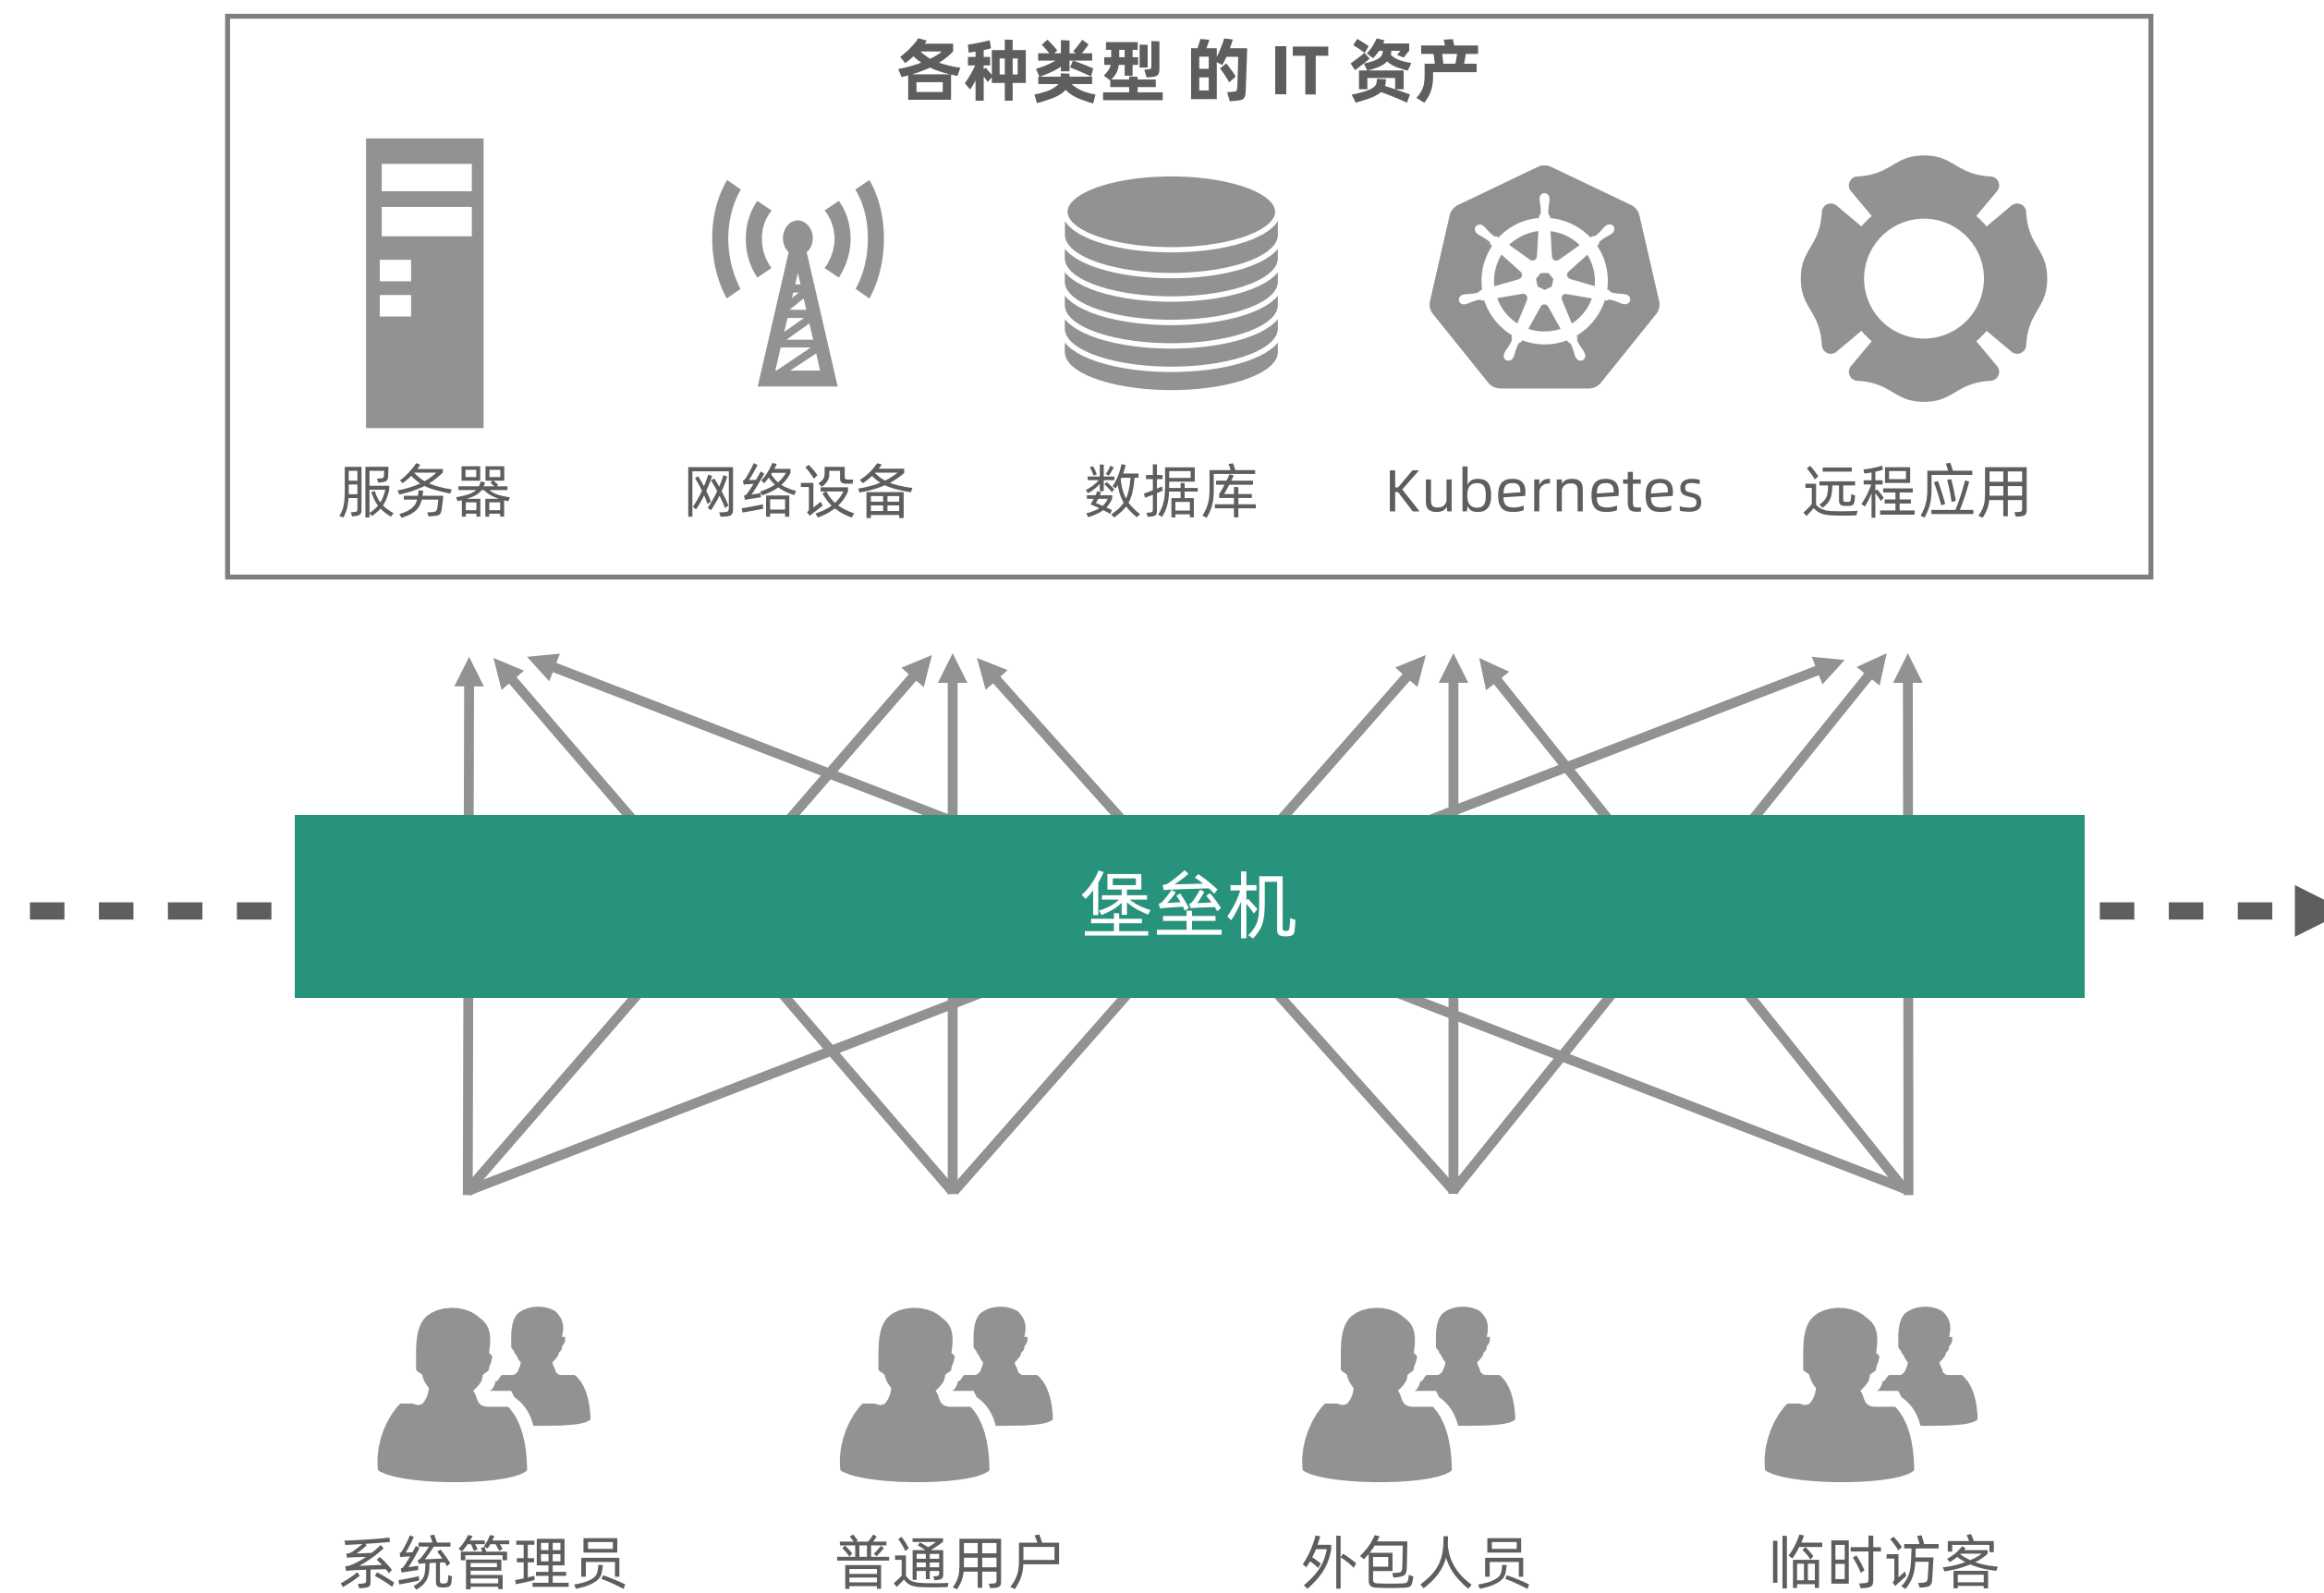 各种类型的 IT 资产
服务器
网络设备
数据库
Kubernetes
远程应用
堡垒机
系统管理员
普通用户
外包人员
临时访客